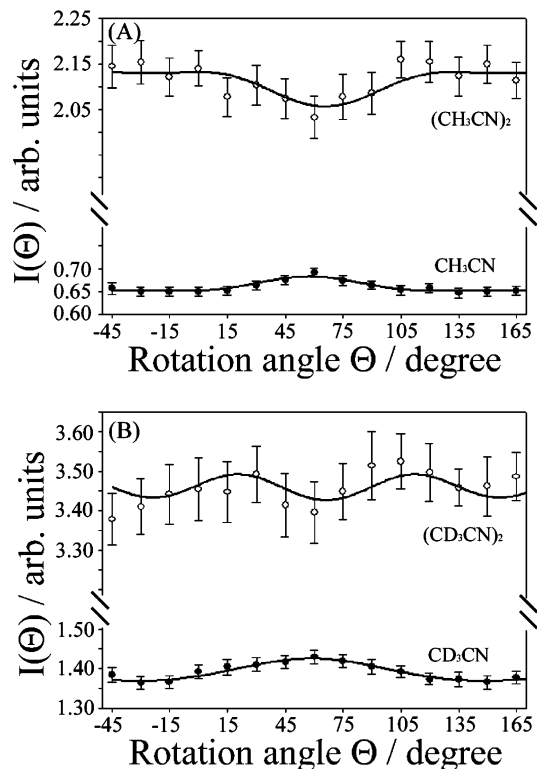 (A)
2.25
2.15
2.05
(CH₃CN)₂
I(Θ) / arb. units
CH₃CN
0.70
0.65
0.60
-45 -15 15 45 75 105 135 165
Rotation angle Θ / degree
(B)
3.60
3.50
3.40
3.30
(CD₃CN)₂
I(Θ) / arb. units
1.50
CD₃CN
1.40
1.30
-45 -15 15 45 75 105 135 165
Rotation angle Θ / degree